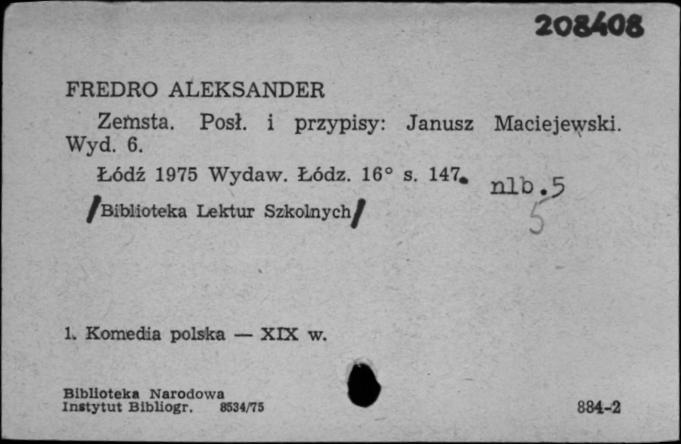 208408
FREDRO ALEKSANDER
Zemsta. Posł. i przypisy: Janusz Maciejewski.
Wyd. 6.
Łódź 1975 Wydaw. Łódz. 16° s. 147. nlb.5
/Biblioteka Lektur Szkolnych/ 5
1. Komedia polska — XIX w.
Biblioteka Narodowa
Instytut Bibliogr. 8534/75 884-2